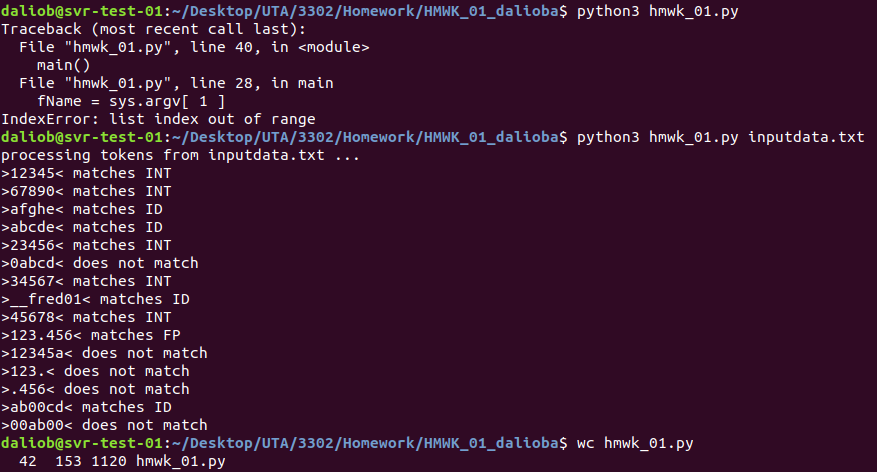 daliob@svr-test-01:~/Desktop/UTA/3302/Homework/HMWK_01_dalioba$ python3 hmwk_01.py
Traceback (most recent call last):
  File "hmwk_01.py", line 40, in <module>
    main()
  File "hmwk_01.py", line 28, in main
    fName = sys.argv[ 1 ]
IndexError: list index out of range
daliob@svr-test-01:~/Desktop/UTA/3302/Homework/HMWK_01_dalioba$ python3 hmwk_01.py inputdata.txt
processing tokens from inputdata.txt ...
>12345< matches INT
>67890< matches INT
>afghe< matches ID
>abcde< matches ID
>23456< matches INT
>0abcd< does not match
>34567< matches INT
>__fred01< matches ID
>45678< matches INT
>123.456< matches FP
>12345a< does not match
>123.< does not match
>.456< does not match
>ab00cd< matches ID
>00ab00< does not match
daliob@svr-test-01:~/Desktop/UTA/3302/Homework/HMWK_01_dalioba$ wc hmwk_01.py
  42  153 1120 hmwk_01.py